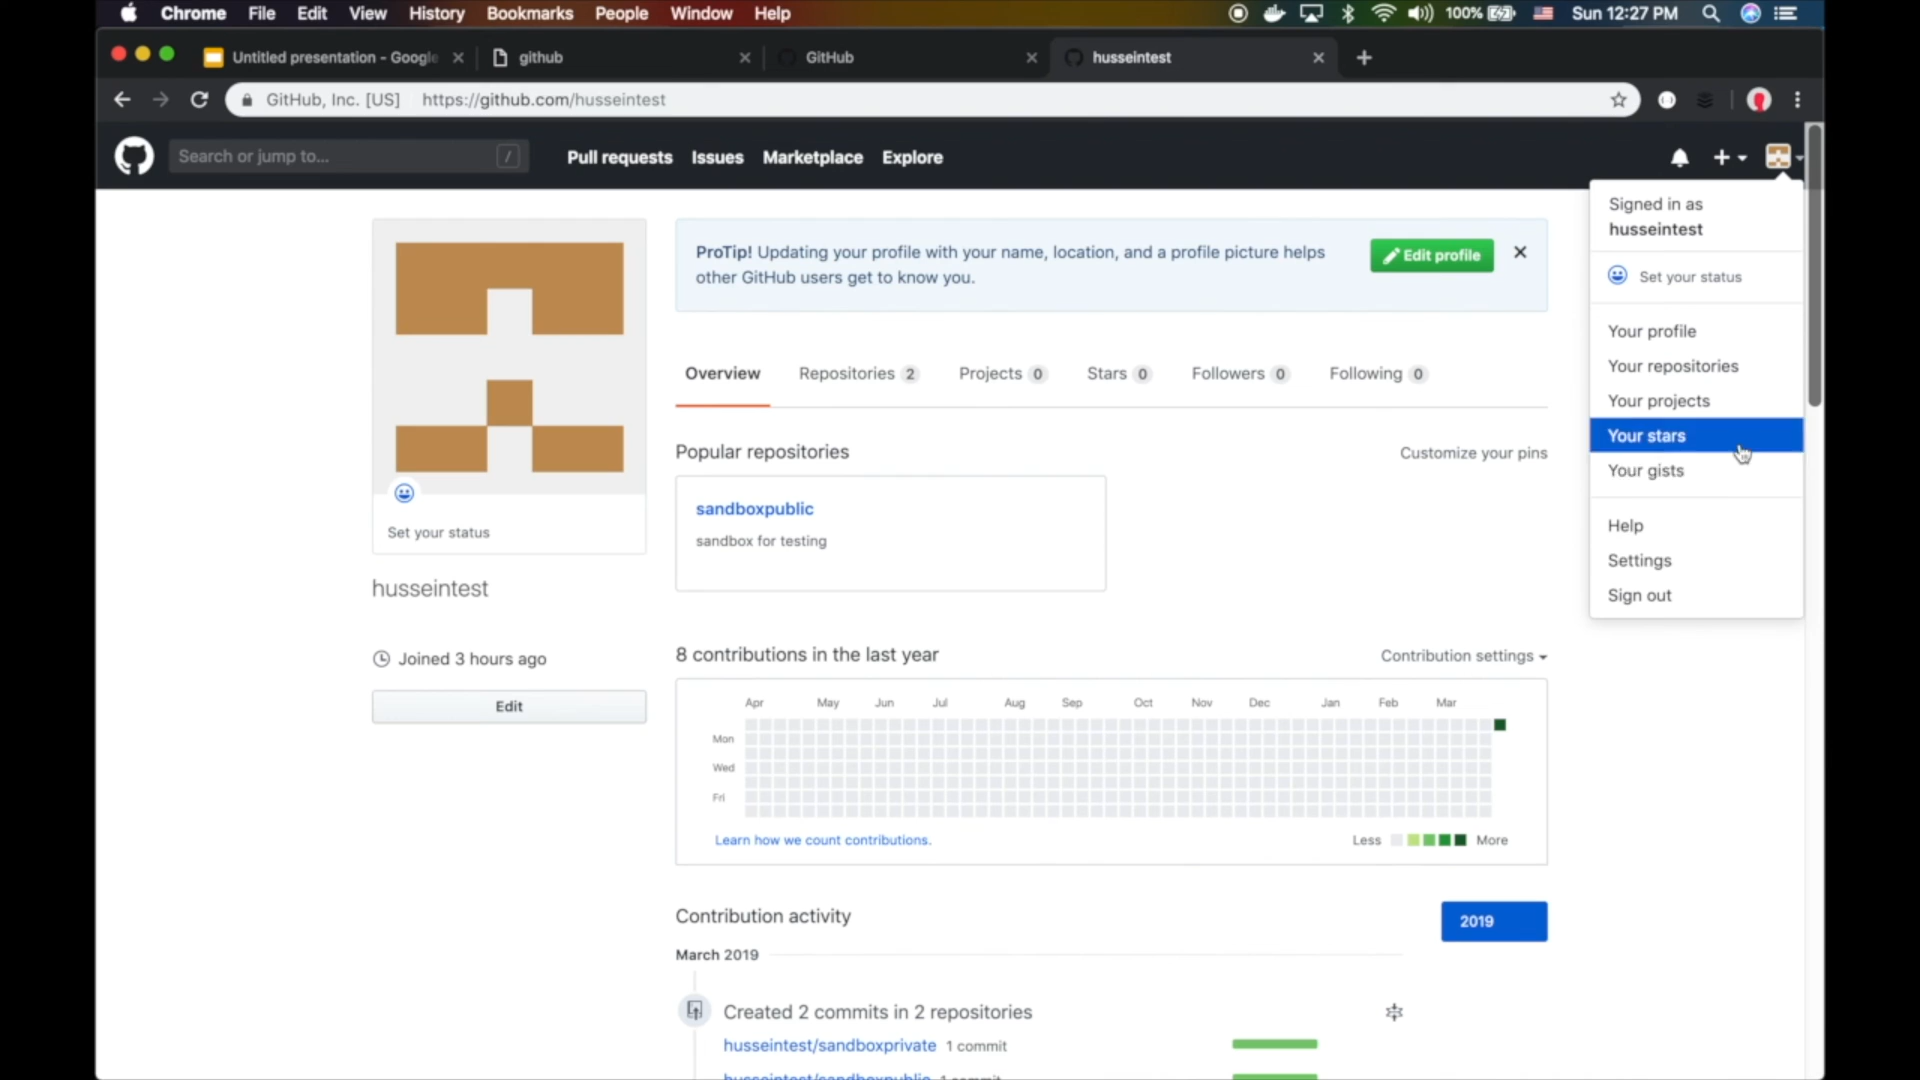 Chrome File Edit View History Bookmarks People Window Help 100% Sun 12:27 PM
Untitled presentation - Google
github
GitHub
husseintest
GitHub, Inc. [US] https://github.com/husseintest
Search or jump to... /
Pull requests Issues Marketplace Explore
Signed in as
husseintest
Set your status
Your profile
Your repositories
Your projects
Your stars
Your gists
Help
Settings
Sign out
Set your status
husseintest
Joined 3 hours ago
Edit
ProTip! Updating your profile with your name, location, and a profile picture helps
other GitHub users get to know you.
Edit profile
Overview Repositories 2 Projects 0 Stars 0 Followers 0 Following 0
Popular repositories
Customize your pins
sandboxpublic
sandbox for testing
8 contributions in the last year
Contribution settings
Apr May Jun Jul Aug Sep Oct Nov Dec Jan Feb Mar
Mon
Wed
Fri
Learn how we count contributions.
Less More
Contribution activity
2019
March 2019
Created 2 commits in 2 repositories
husseintest/sandboxprivate 1 commit
husseintest/sandboxpublic 1 commit